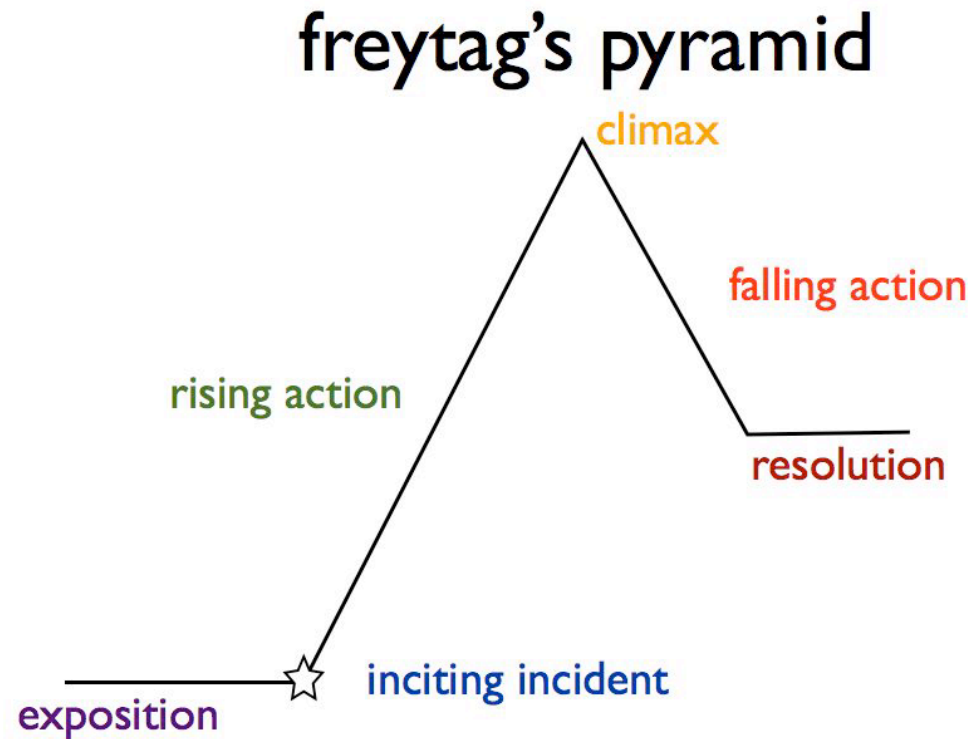 freytag's pyramid
climax
falling action
rising action
resolution
inciting incident
exposition